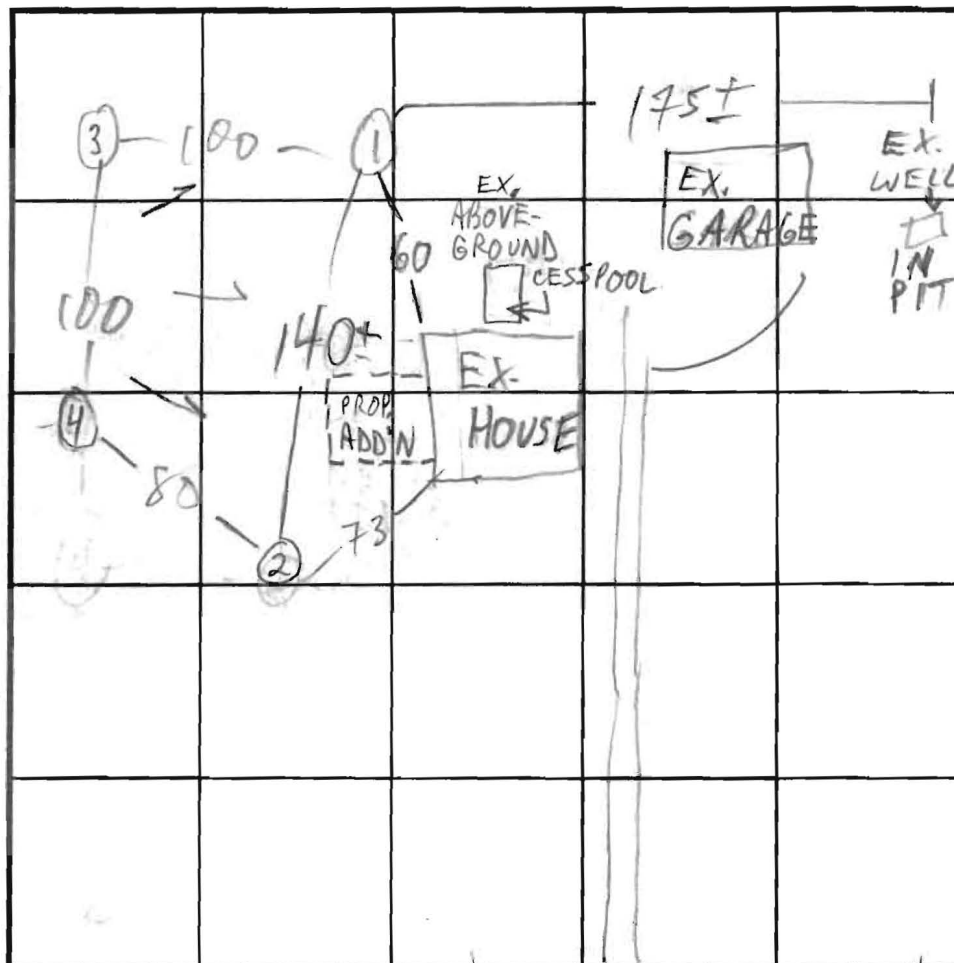 175±
3
100
1
EX.
WELL
EX.
GARAGE
IN
PIT
EX.
ABOVE-
GROUND
CESSPOOL
60
100
140±
EX.
HOUSE
PROP.
ADD'N
4
80
2
73